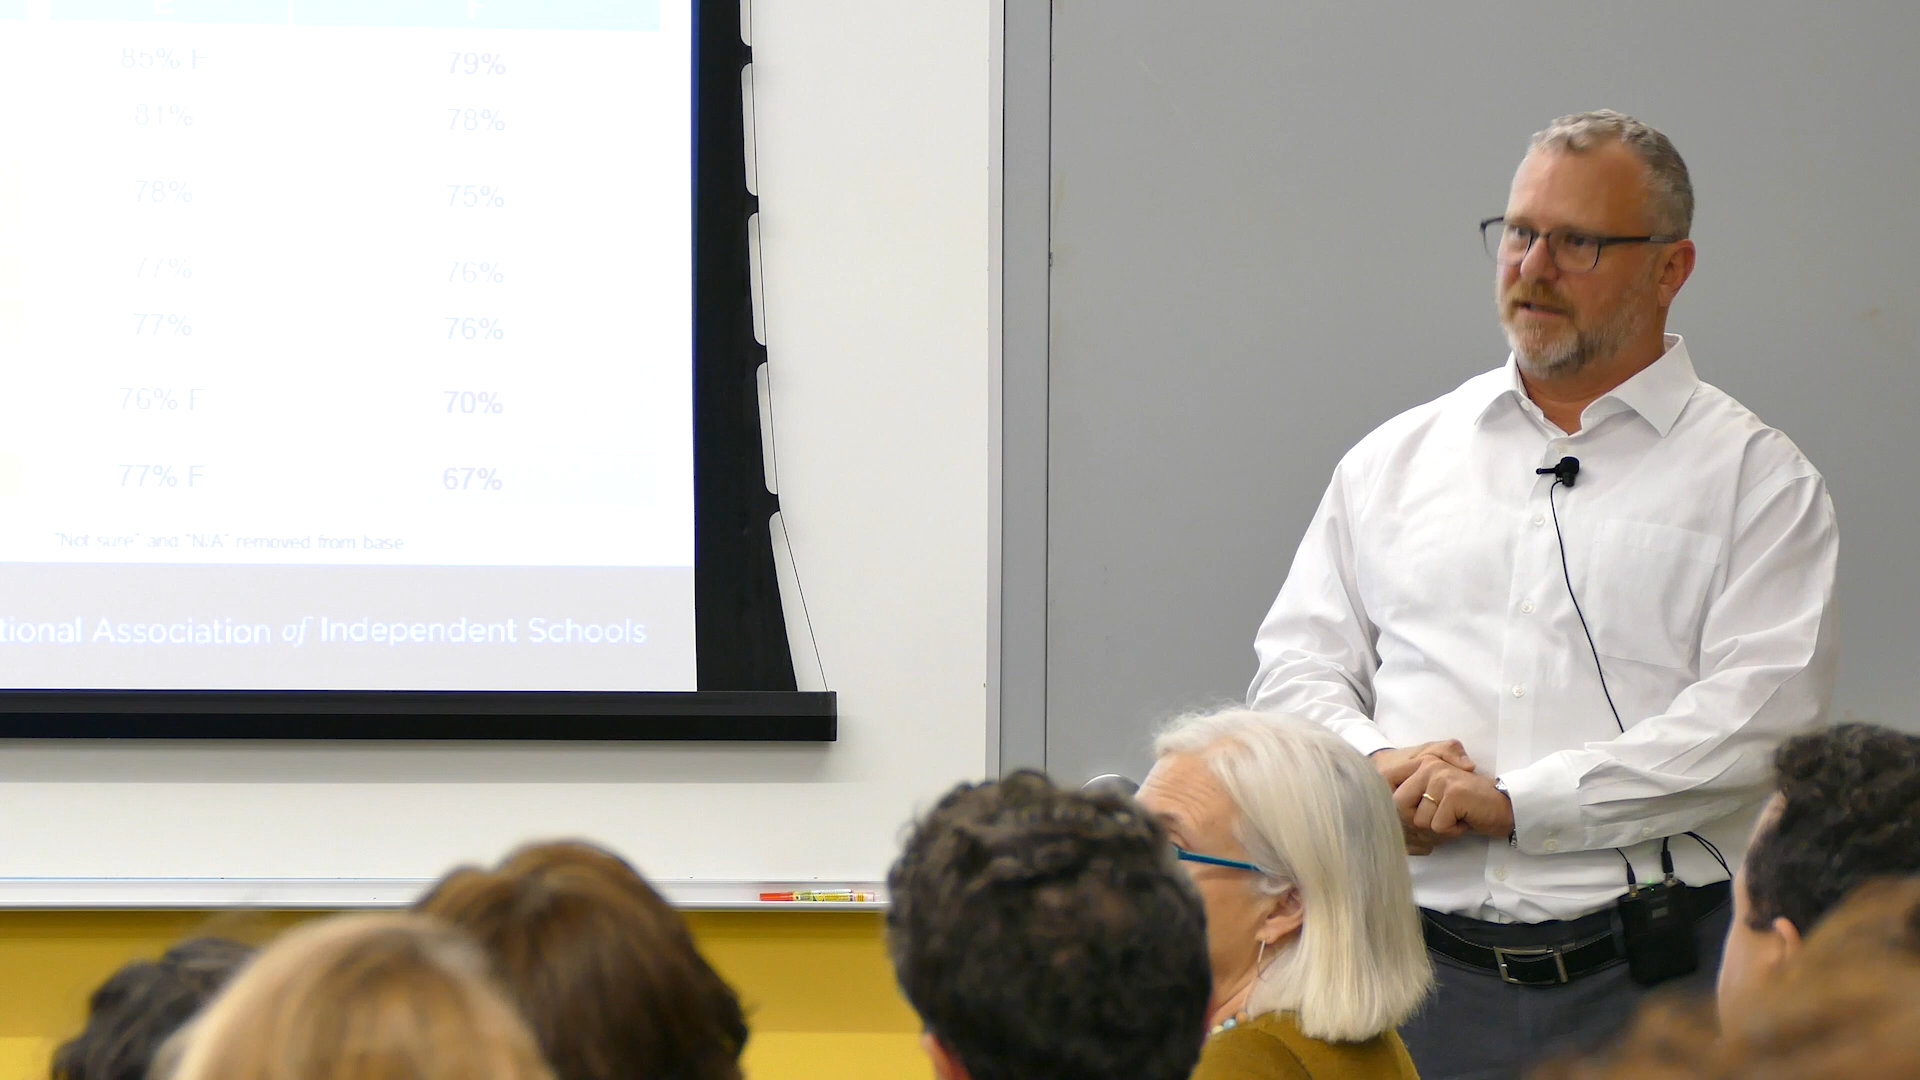 E F
85% F 79%
81% 78%
78% 75%
77% 76%
77% 76%
76% F 70%
77% F 67%
"Not sure" and "N/A" removed from base
tional Association of Independent Schools